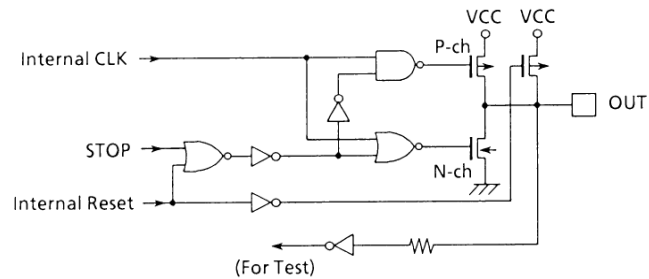 VCC VCC
P-ch
Internal CLK
OUT
STOP
N-ch
Internal Reset
(For Test)